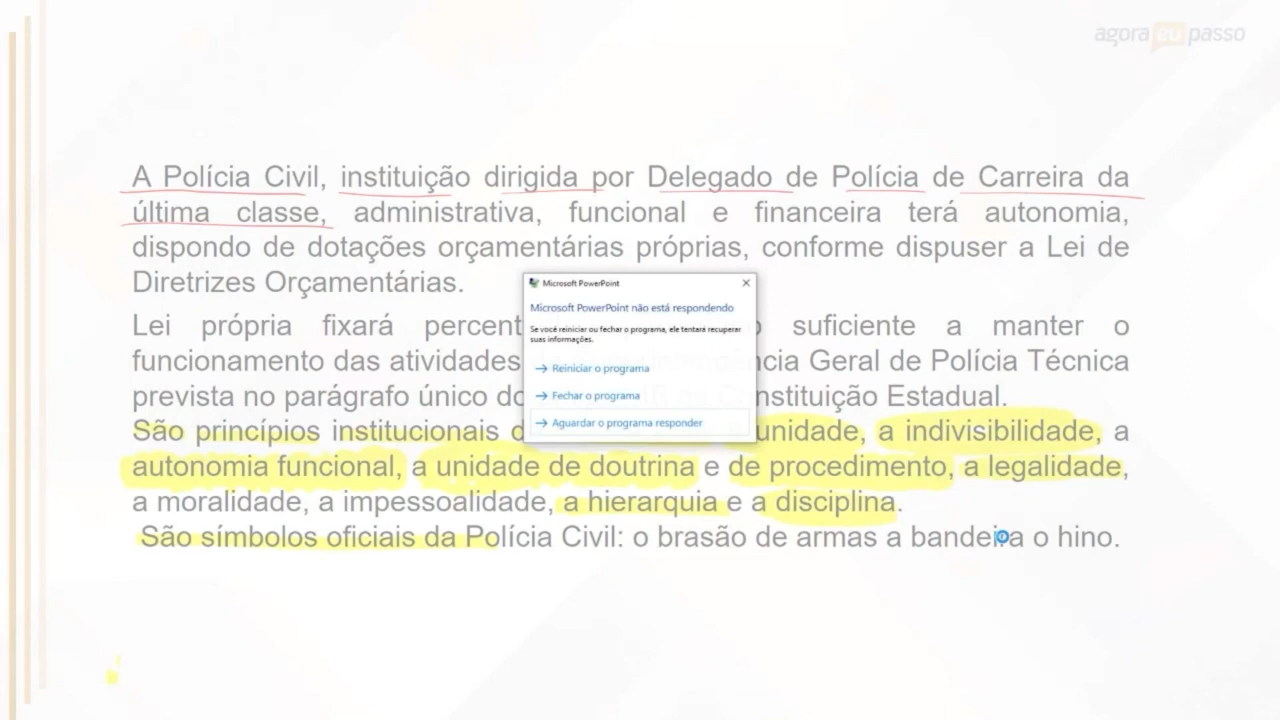 agora eu passo
A Polícia Civil, instituição dirigida por Delegado de Polícia de Carreira da
última classe, administrativa, funcional e financeira terá autonomia,
dispondo de dotações orçamentárias próprias, conforme dispuser a Lei de
Diretrizes Orçamentárias.
Lei própria fixará suficiente a manter o
funcionamento das atividades Geral de Polícia Técnica
prevista no parágrafo único Constituição Estadual.
São princípios institucionais unidade, a indivisibilidade, a
autonomia funcional, a unidade de doutrina e de procedimento, a legalidade,
a moralidade, a impessoalidade, a hierarquia e a disciplina.
São símbolos oficiais da Polícia Civil: o brasão de armas a bandeira o hino.
Microsoft PowerPoint
Microsoft PowerPoint não está respondendo
Se você reiniciar ou fechar o programa, ele tentará recuperar
suas informações.
Reiniciar o programa
Fechar o programa
Aguardar o programa responder